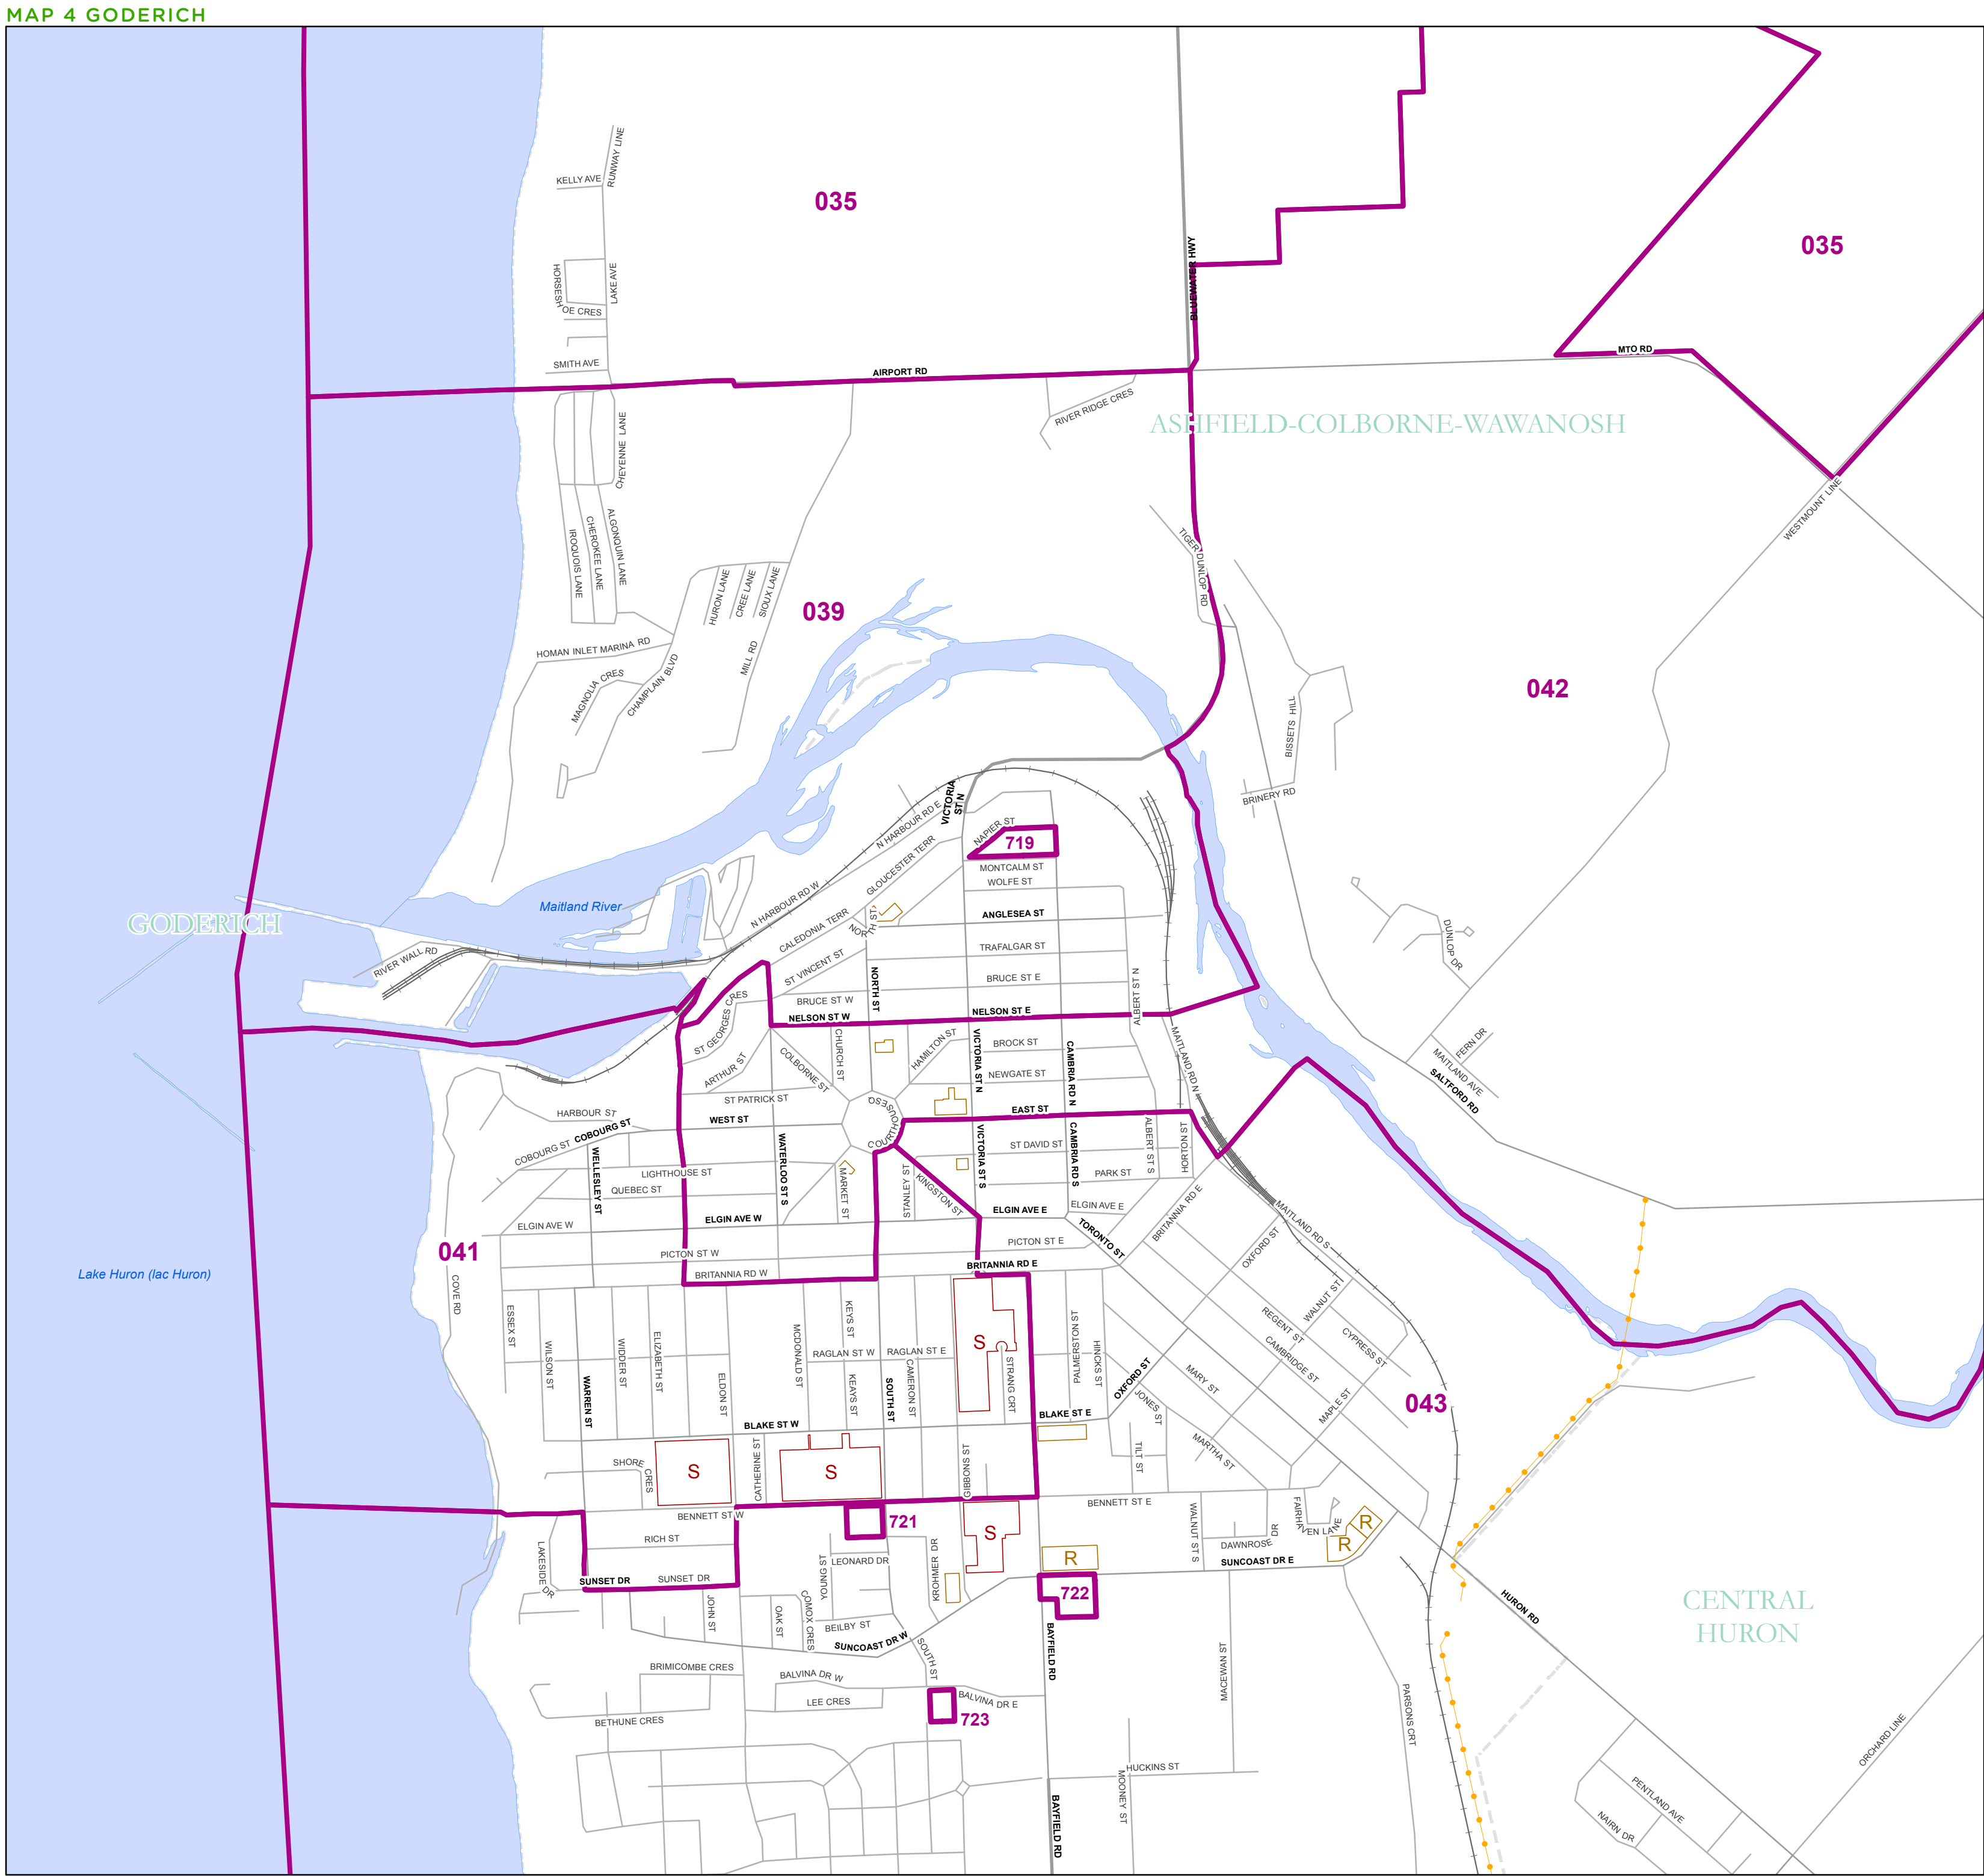 MAP 4 GODERICH
RUNWAY LINE
KELLY AVE
035
BLUEWATER HWY
035
HORSESH
OE CRES
LAKE AVE
SMITH AVE
AIRPORT RD
MTO RD
RIVER RIDGE CRES
ASHFIELD-COLBORNE-WAWANOSH
CHEYENNE LANE
WESTMOUNT LINE
ALGONQUIN LANE
CHEROKEE LANE
IROQUOIS LANE
TIGER DUNLOP RD
HURON LANE
CREE LANE
SIOUX LANE
039
HOMAN INLET MARINA RD
MILL RD
MAGNOLIA CRES
CHAMPLAIN BLVD
042
BISSETS HILL
BRINERY RD
VICTORIA
ST N
N HARBOUR RD E
NAPIER ST
719
GLOUCESTER TERR
MONTCALM ST
WOLFE ST
N HARBOUR RD W
Maitland River
GODERICH
CALEDONIA TERR
NOR
TH ST
ANGLESEA ST
DUNLOP DR
RIVER WALL RD
ST VINCENT ST
TRAFALGAR ST
NORTH ST
BRUCE ST E
ALBERT ST N
BRUCE ST W
ST GEORGES CRES
NELSON ST W
NELSON ST E
MAITLAND RD N
CHURCH ST
HAMILTON ST
VICTORIA ST N
BROCK ST
CAMBRIA RD N
ARTHUR ST
COLBORNE ST
NEWGATE ST
FERN DR
MAITLAND AVE
SALTFORD RD
ST PATRICK ST
COURTHOUSE SQ
EAST ST
HARBOUR ST
WEST ST
COBOURG ST
COBOURG ST
WATERLOO ST S
VICTORIA ST S
ST DAVID ST
CAMBRIA RD S
ALBERT ST S
HORTON ST
WELLESLEY ST
LIGHTHOUSE ST
MARKET ST
STANLEY ST
KINGSTON ST
PARK ST
QUEBEC ST
ELGIN AVE W
ELGIN AVE W
ELGIN AVE E
ELGIN AVE E
BRITANNIA RD E
MAITLAND RD S
TORONTO ST
OXFORD ST
041
PICTON ST W
PICTON ST E
Lake Huron (lac Huron)
BRITANNIA RD W
BRITANNIA RD E
COVE RD
ESSEX ST
WILSON ST
WARREN ST
WIDDER ST
ELIZABETH ST
ELDON ST
MCDONALD ST
KEYS ST
RAGLAN ST W
RAGLAN ST E
KEAYS ST
SOUTH ST
CAMERON ST
S
STRANG CRT
PALMERSTON ST
HINCKS ST
OXFORD ST
MARY ST
REGENT ST
CAMBRIDGE ST
WALNUT ST
CYPRESS ST
MAPLE ST
043
BLAKE ST W
BLAKE ST E
JONES ST
MARTHA ST
TILT ST
SHORE
CRES
S
CATHERINE ST
S
GIBBONS ST
BENNETT ST W
BENNETT ST E
721
S
WALNUT ST S
FAIRHA
VEN LANE
R
R
RICH ST
LAKESIDE DR
LEONARD DR
YOUNG ST
KROHMER DR
R
DAWNROSE DR
SUNCOAST DR E
SUNSET DR
SUNSET DR
722
JOHN ST
OAK ST
COMOX CRES
BEILBY ST
SUNCOAST DR W
BAYFIELD RD
HURON RD
CENTRAL
HURON
SOUTH ST
BRIMICOMBE CRES
BALVINA DR W
MACEWAN ST
LEE CRES
BALVINA DR E
723
BETHUNE CRES
PARSONS CRT
ORCHARD LINE
HUCKINS ST
MOONEY ST
BAYFIELD RD
PENTLAND AVE
NAIRN DR